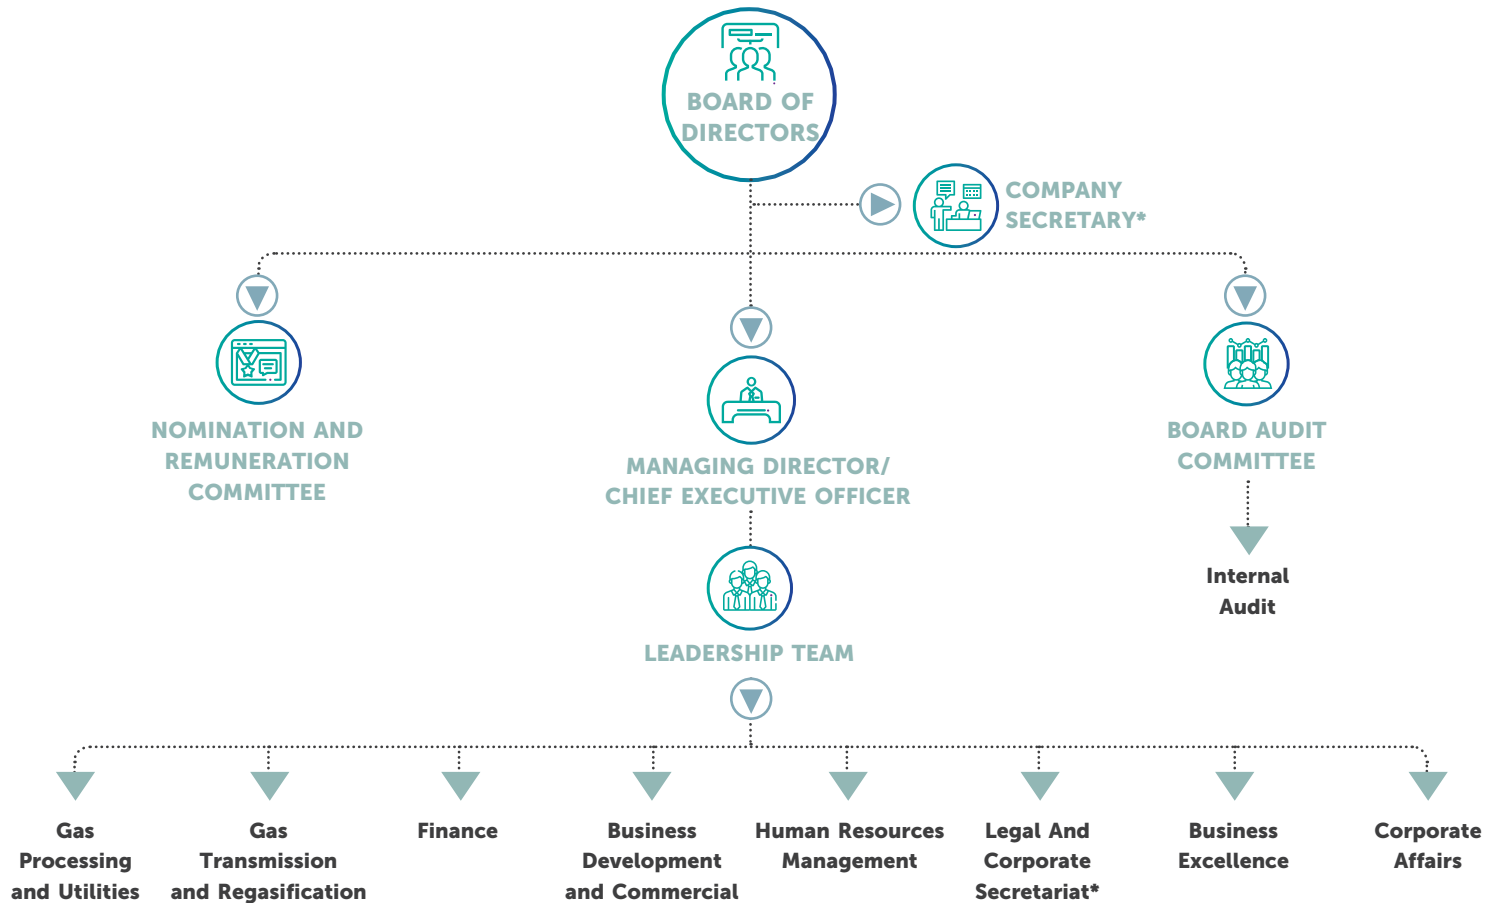 BOARD OF
DIRECTORS
COMPANY
SECRETARY*
NOMINATION AND
REMUNERATION
COMMITTEE
MANAGING DIRECTOR/
CHIEF EXECUTIVE OFFICER
BOARD AUDIT
COMMITTEE
Internal
Audit
LEADERSHIP TEAM
Gas
Processing
and Utilities
Gas
Transmission
and Regasification
Finance
Business
Development
and Commercial
Human Resources
Management
Legal And
Corporate
Secretariat*
Business
Excellence
Corporate
Affairs